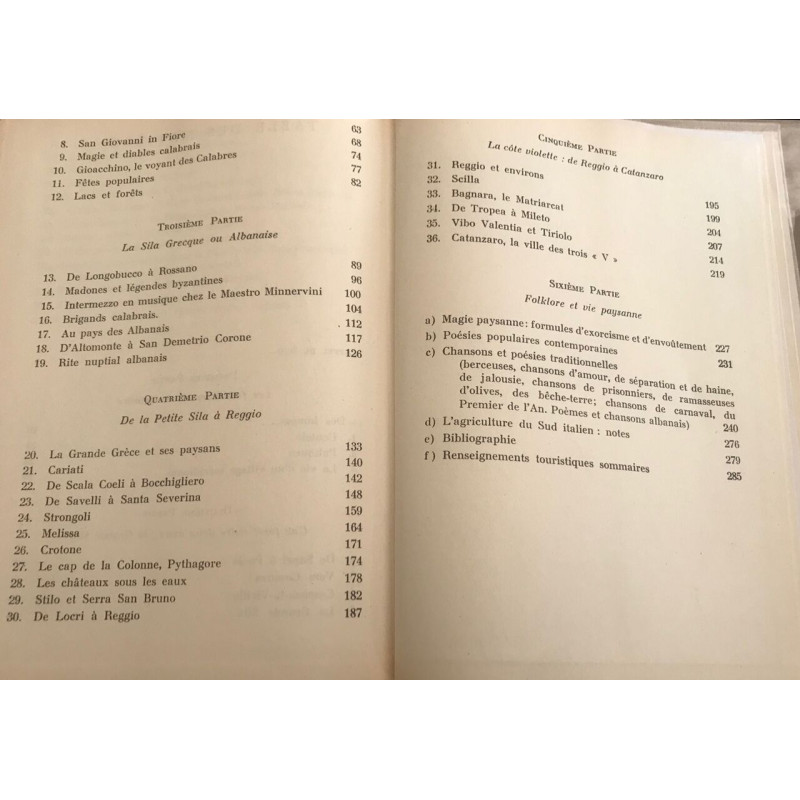 8. San Giovanni in Fiore 63
9. Magie et diables calabrais 68
10. Gioacchino, le voyant des Calabres 74
11. Fêtes populaires 77
12. Lacs et forêts 82
Troisième Partie
La Sila Grecque ou Albanaise
13. De Longobucco à Rossano 89
14. Madones et légendes byzantines 96
15. Intermezzo en musique chez le Maestro Minnervini 100
16. Brigands calabrais. 104
17. Au pays des Albanais 112
18. D'Altomonte à San Demetrio Corone 117
19. Rite nuptial albanais 126
Quatrième Partie
De la Petite Sila à Reggio
20. La Grande Grèce et ses paysans 133
21. Cariati 140
22. De Scala Coeli à Bocchigliero 142
23. De Savelli à Santa Severina 148
24. Strongoli 159
25. Melissa 164
26. Crotone 171
27. Le cap de la Colonne, Pythagore 174
28. Les châteaux sous les eaux 178
29. Stilo et Serra San Bruno 182
30. De Locri à Reggio 187
Cinquième Partie
La côte violette : de Reggio à Catanzaro
31. Reggio et environs 195
32. Scilla 199
33. Bagnara, le Matriarcat 204
34. De Tropea à Mileto 207
35. Vibo Valentia et Tiriolo 214
36. Catanzaro, la ville des trois « V » 219
Sixième Partie
Folklore et vie paysanne
a) Magie paysanne : formules d'exorcisme et d'envoûtement 227
b) Poésies populaires contemporaines 231
c) Chansons et poésies traditionnelles
(berceuses, chansons d'amour, de séparation et de haine,
de jalousie, chansons de prisonniers, de ramasseuses
d'olives, des bêche-terre; chansons de carnaval, du
Premier de l'An. Poèmes et chansons albanais) 240
d) L'agriculture du Sud italien : notes 276
e) Bibliographie 279
f) Renseignements touristiques sommaires 285